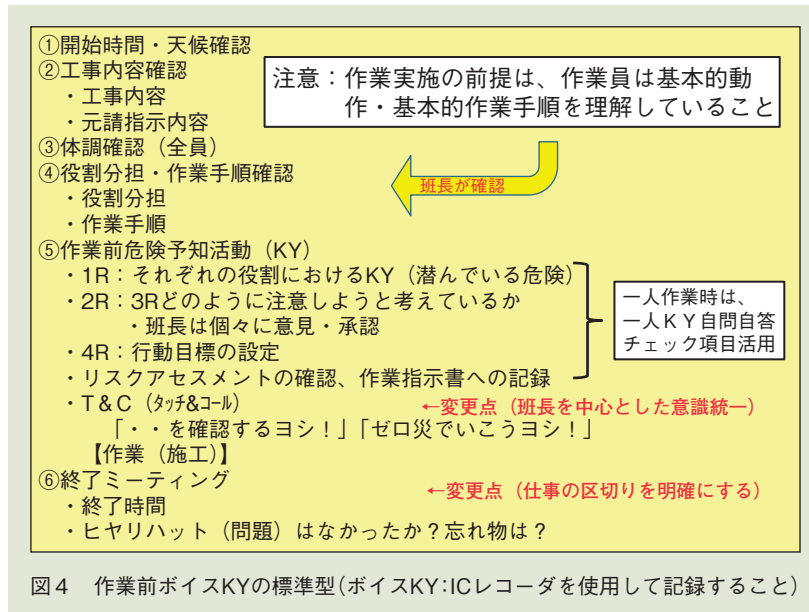 ①開始時間・天候確認
②工事内容確認
・工事内容
・元請指示内容
注意：作業実施の前提は、作業員は基本的動
作・基本的作業手順を理解していること
③体調確認（全員）
④役割分担・作業手順確認
・役割分担
・作業手順
班長が確認
⑤作業前危険予知活動（KY）
・1R：それぞれの役割におけるKY（潜んでいる危険）
・2R：3Rどのように注意しようと考えているか
・班長は個々に意見・承認
・4R：行動目標の設定
・リスクアセスメントの確認、作業指示書への記録
一人作業時は、
一人ＫＹ自問自答
チェック項目活用
・T＆C（ﾀｯﾁ&ｺｰﾙ） ←変更点（班長を中心とした意識統一）
「・・を確認するヨシ！」「ゼロ災でいこうヨシ！」
【作業（施工）】
⑥終了ミーティング ←変更点（仕事の区切りを明確にする）
・終了時間
・ヒヤリハット（問題）はなかったか？忘れ物は？
図４　作業前ボイスKYの標準型（ボイスKY：ICレコーダを使用して記録すること）